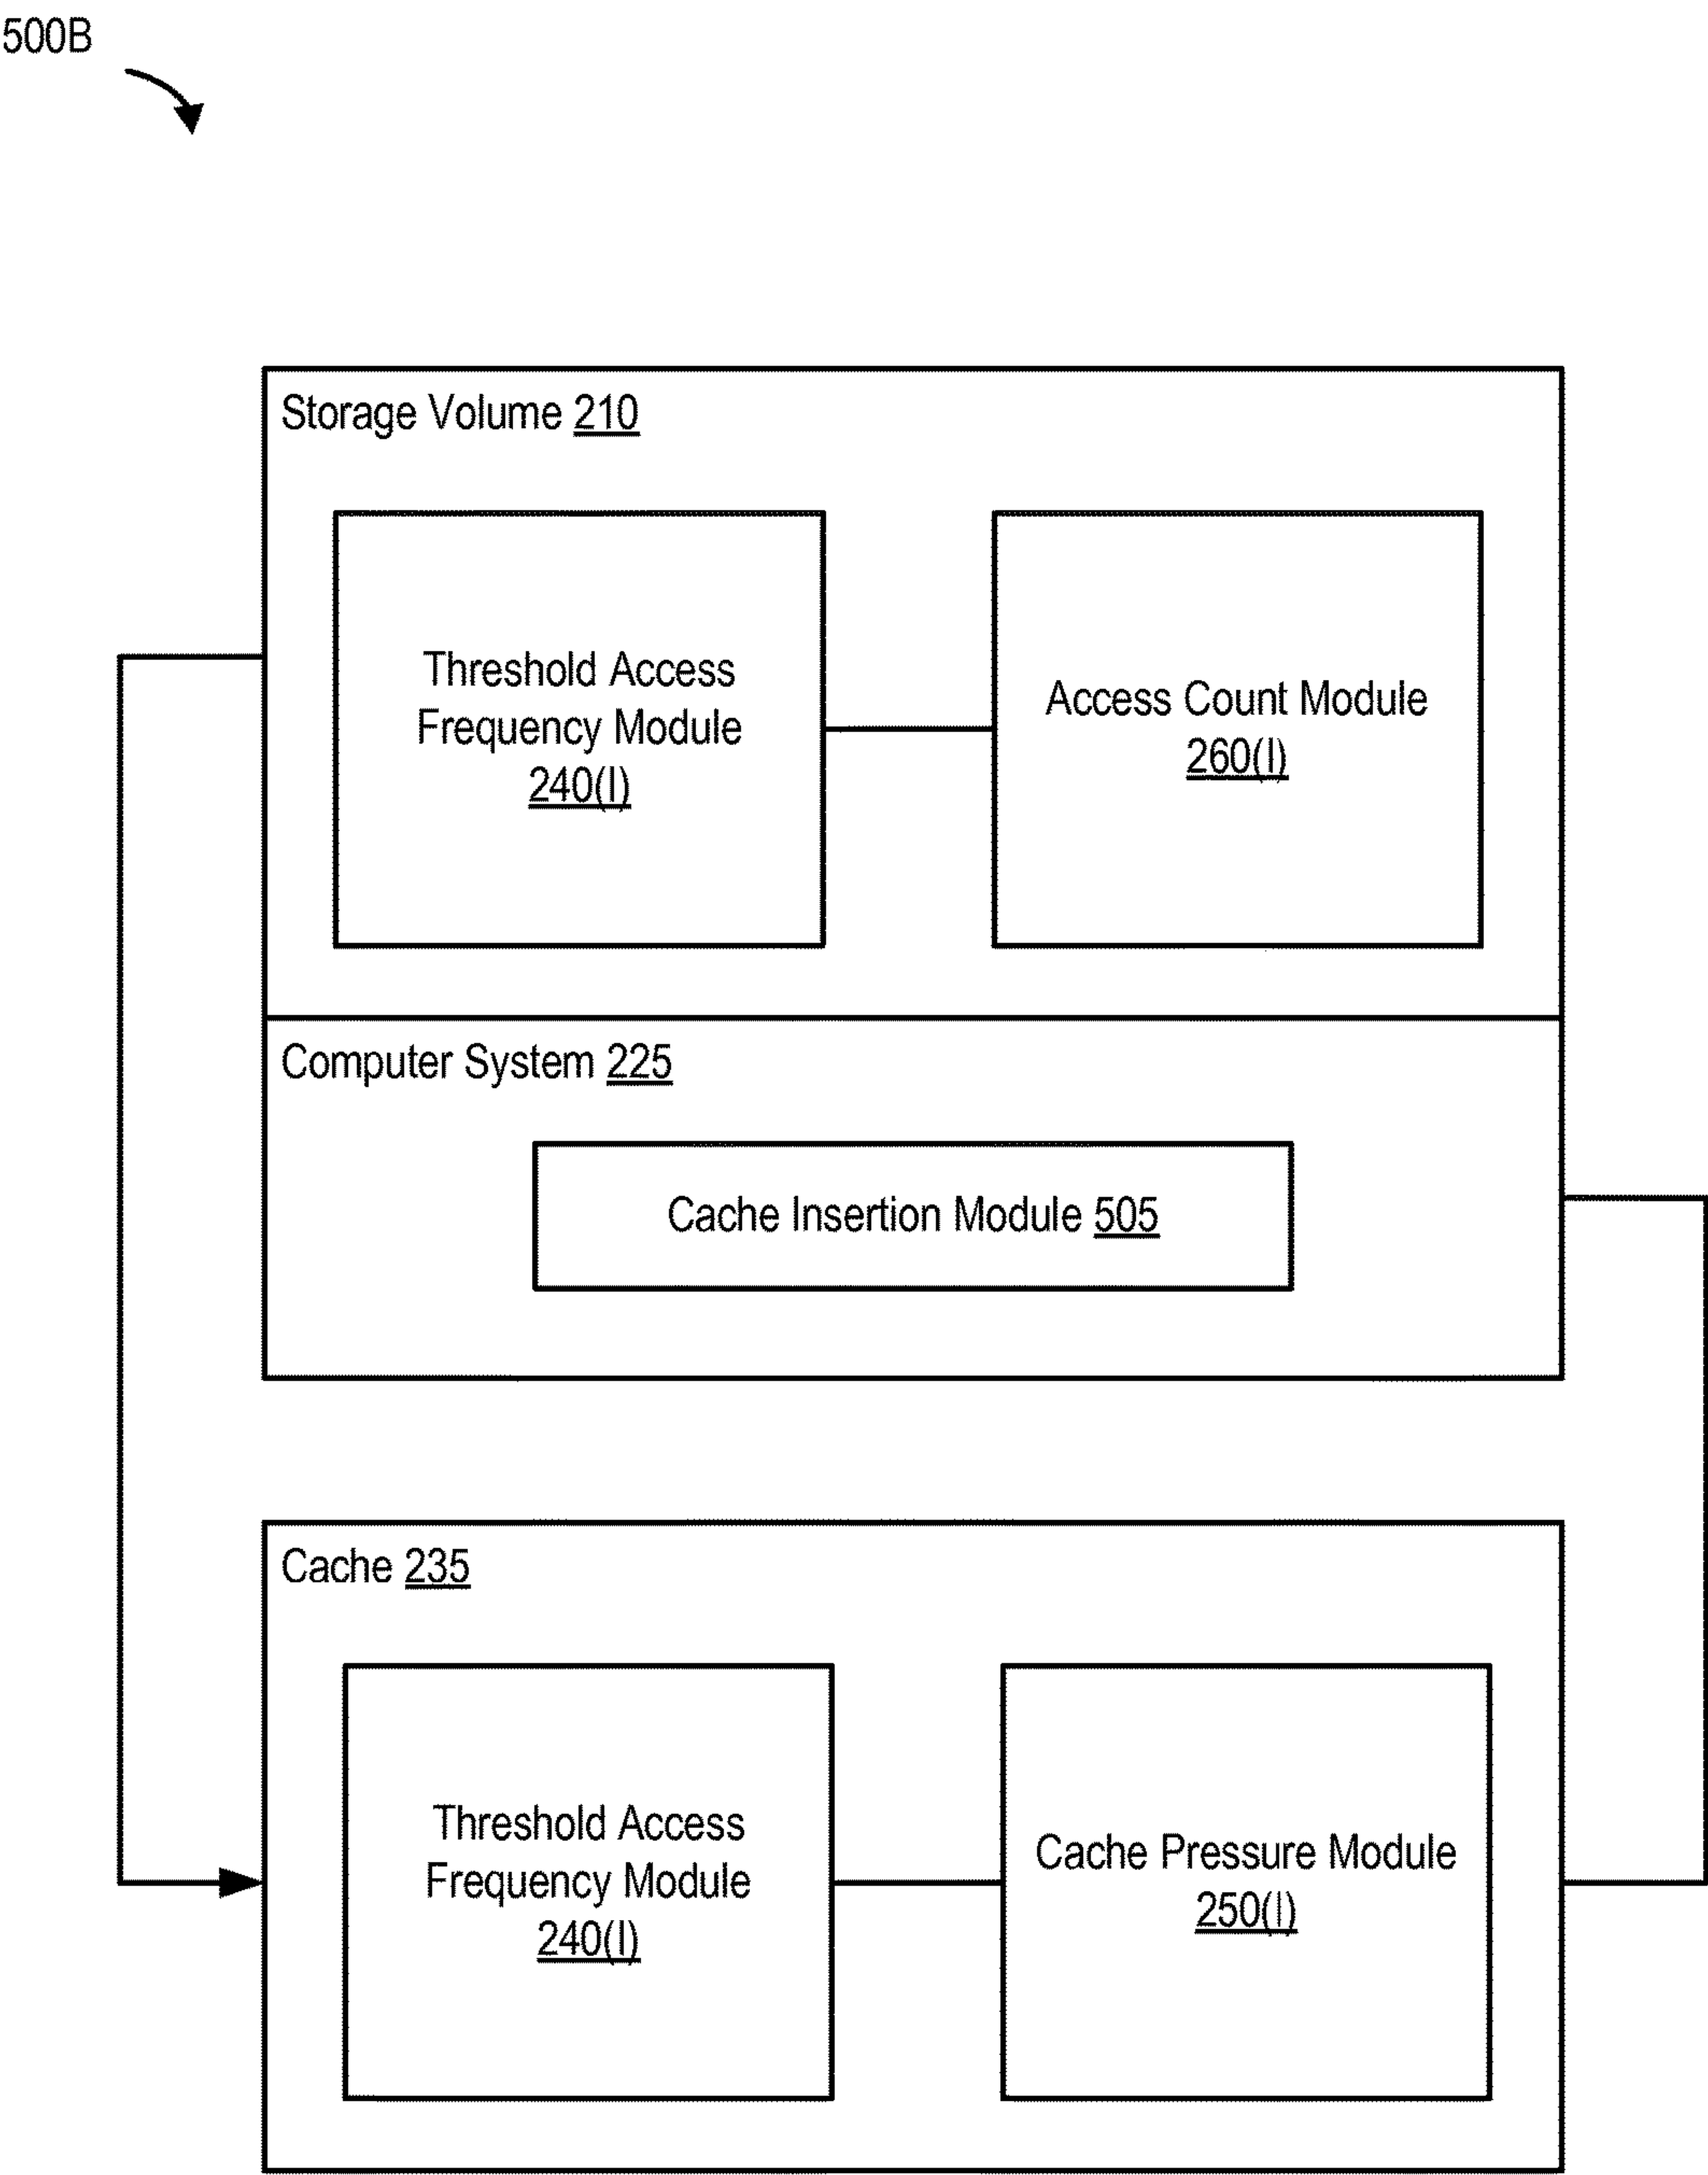 500B
Storage Volume 210
Threshold Access
Frequency Module
240(I)
Access Count Module
260(I)
Computer System 225
Cache Insertion Module 505
Cache 235
Threshold Access
Frequency Module
240(I)
Cache Pressure Module
250(I)